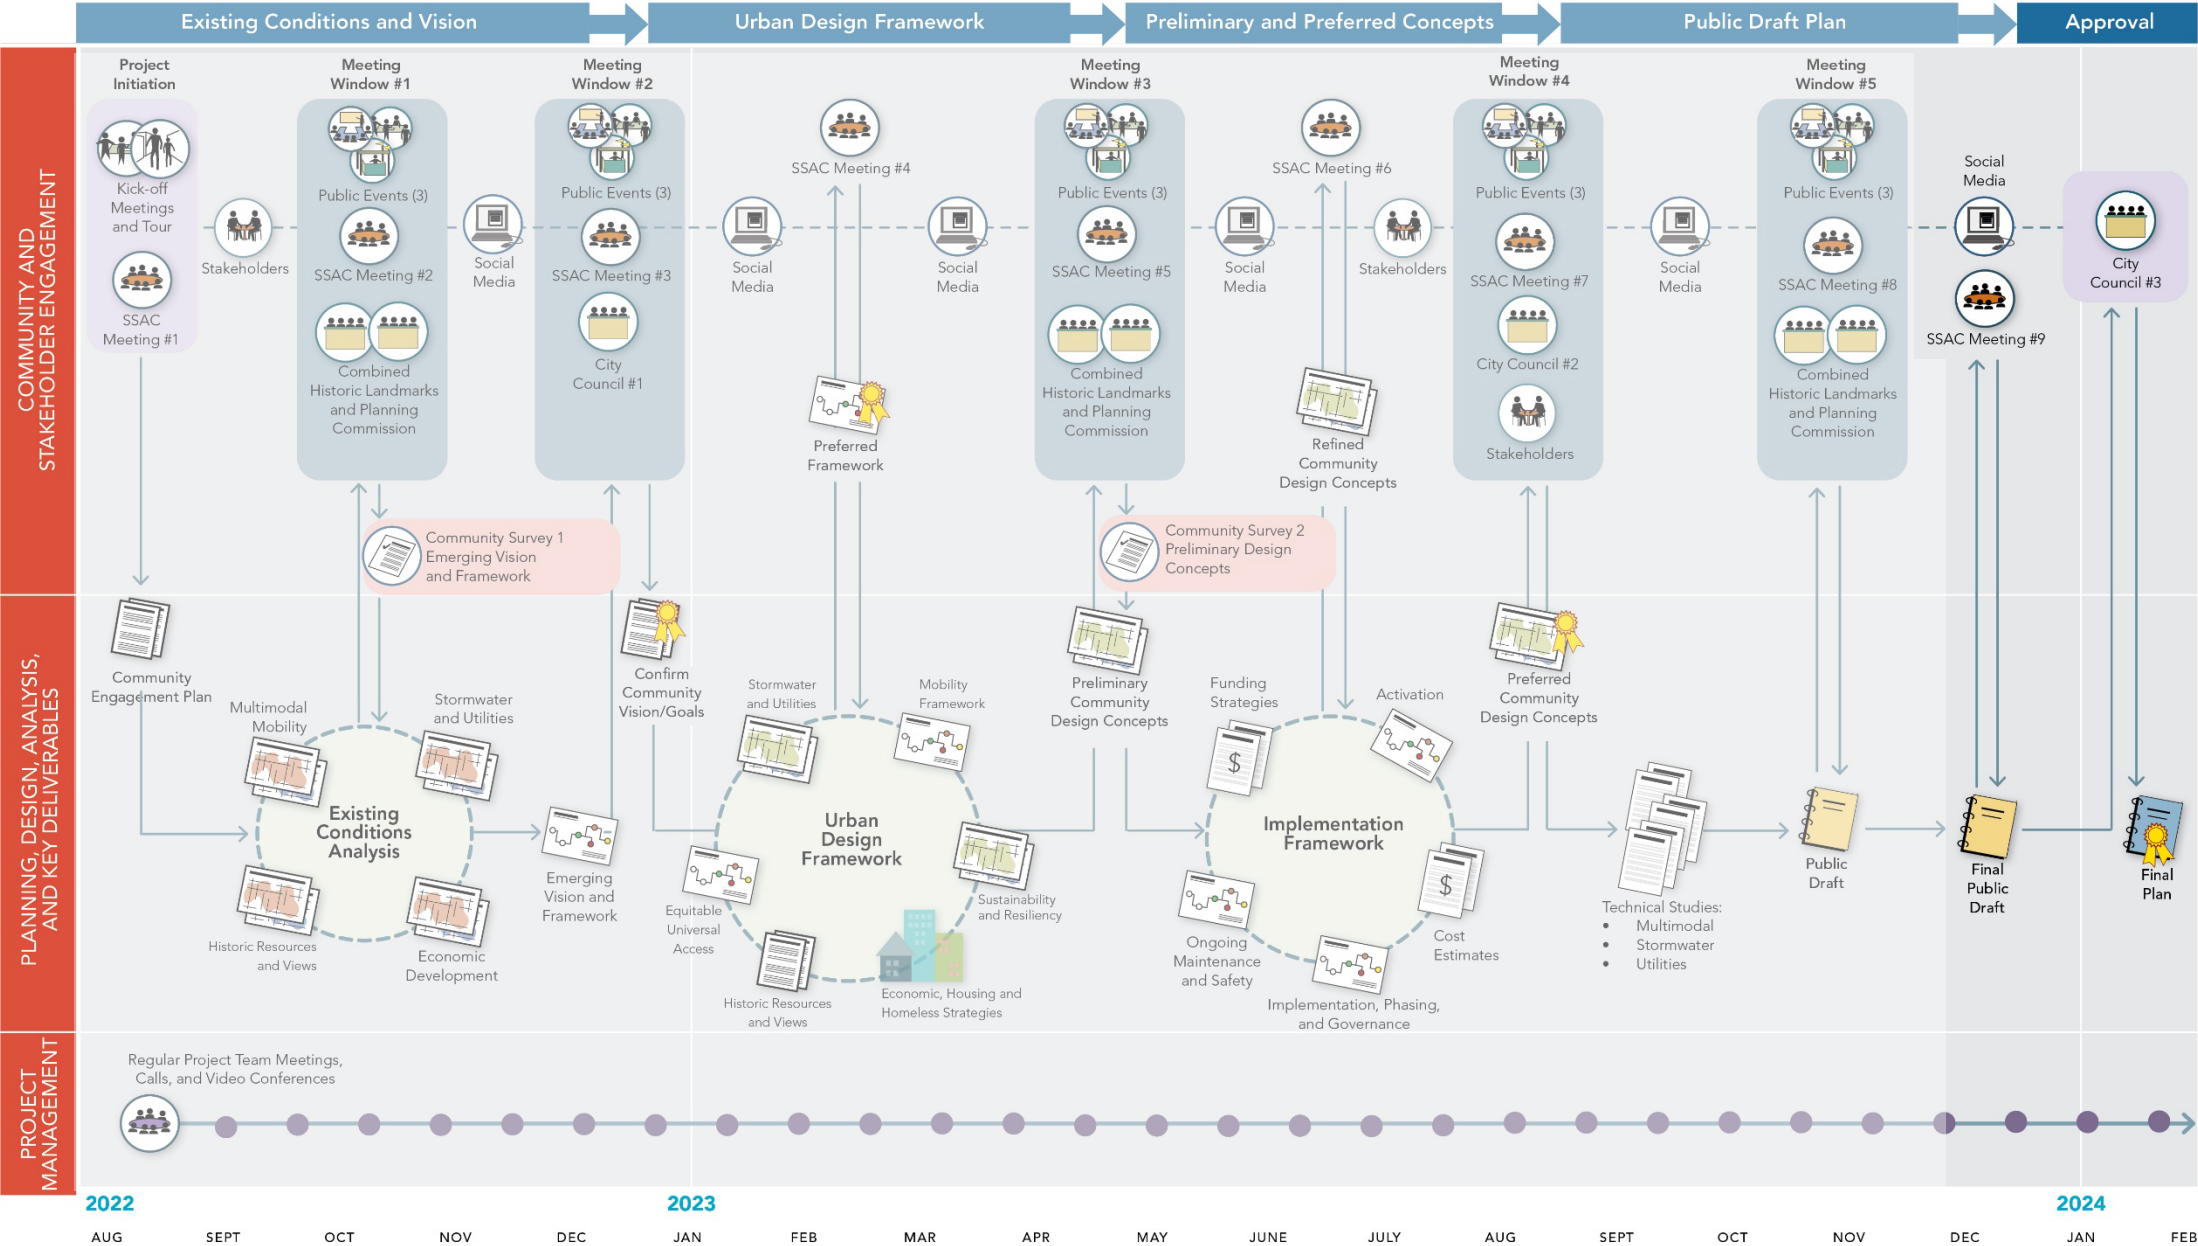 Existing Conditions and Vision
Urban Design Framework
Preliminary and Preferred Concepts
Public Draft Plan
Approval
COMMUNITY AND
STAKEHOLDER ENGAGEMENT
Project
Initiation
Kick-off
Meetings
and Tour
SSAC
Meeting #1
Stakeholders
Meeting
Window #1
Public Events (3)
SSAC Meeting #2
Combined
Historic Landmarks
and Planning
Commission
Social
Media
Meeting
Window #2
Public Events (3)
SSAC Meeting #3
City
Council #1
Social
Media
SSAC Meeting #4
Preferred
Framework
Social
Media
Meeting
Window #3
Public Events (3)
SSAC Meeting #5
Combined
Historic Landmarks
and Planning
Commission
Social
Media
SSAC Meeting #6
Refined
Community
Design Concepts
Stakeholders
Meeting
Window #4
Public Events (3)
SSAC Meeting #7
City Council #2
Stakeholders
Social
Media
Meeting
Window #5
Public Events (3)
SSAC Meeting #8
Combined
Historic Landmarks
and Planning
Commission
Social
Media
SSAC Meeting #9
City
Council #3
Community Survey 1
Emerging Vision
and Framework
Community Survey 2
Preliminary Design
Concepts
PLANNING, DESIGN, ANALYSIS,
AND KEY DELIVERABLES
Community
Engagement Plan
Multimodal
Mobility
Stormwater
and Utilities
Existing
Conditions
Analysis
Historic Resources
and Views
Economic
Development
Emerging
Vision and
Framework
Confirm
Community
Vision/Goals
Stormwater
and Utilities
Mobility
Framework
Urban
Design
Framework
Equitable
Universal
Access
Sustainability
and Resiliency
Historic Resources
and Views
Economic, Housing and
Homeless Strategies
Preliminary
Community
Design Concepts
Funding
Strategies
$
Activation
Implementation
Framework
Ongoing
Maintenance
and Safety
$
Cost
Estimates
Implementation, Phasing,
and Governance
Preferred
Community
Design Concepts
Technical Studies:
• Multimodal
• Stormwater
• Utilities
Public
Draft
Final
Public
Draft
Final
Plan
PROJECT
MANAGEMENT
Regular Project Team Meetings,
Calls, and Video Conferences
2022
2023
2024
AUG SEPT OCT NOV DEC JAN FEB MAR APR MAY JUNE JULY AUG SEPT OCT NOV DEC JAN FEB